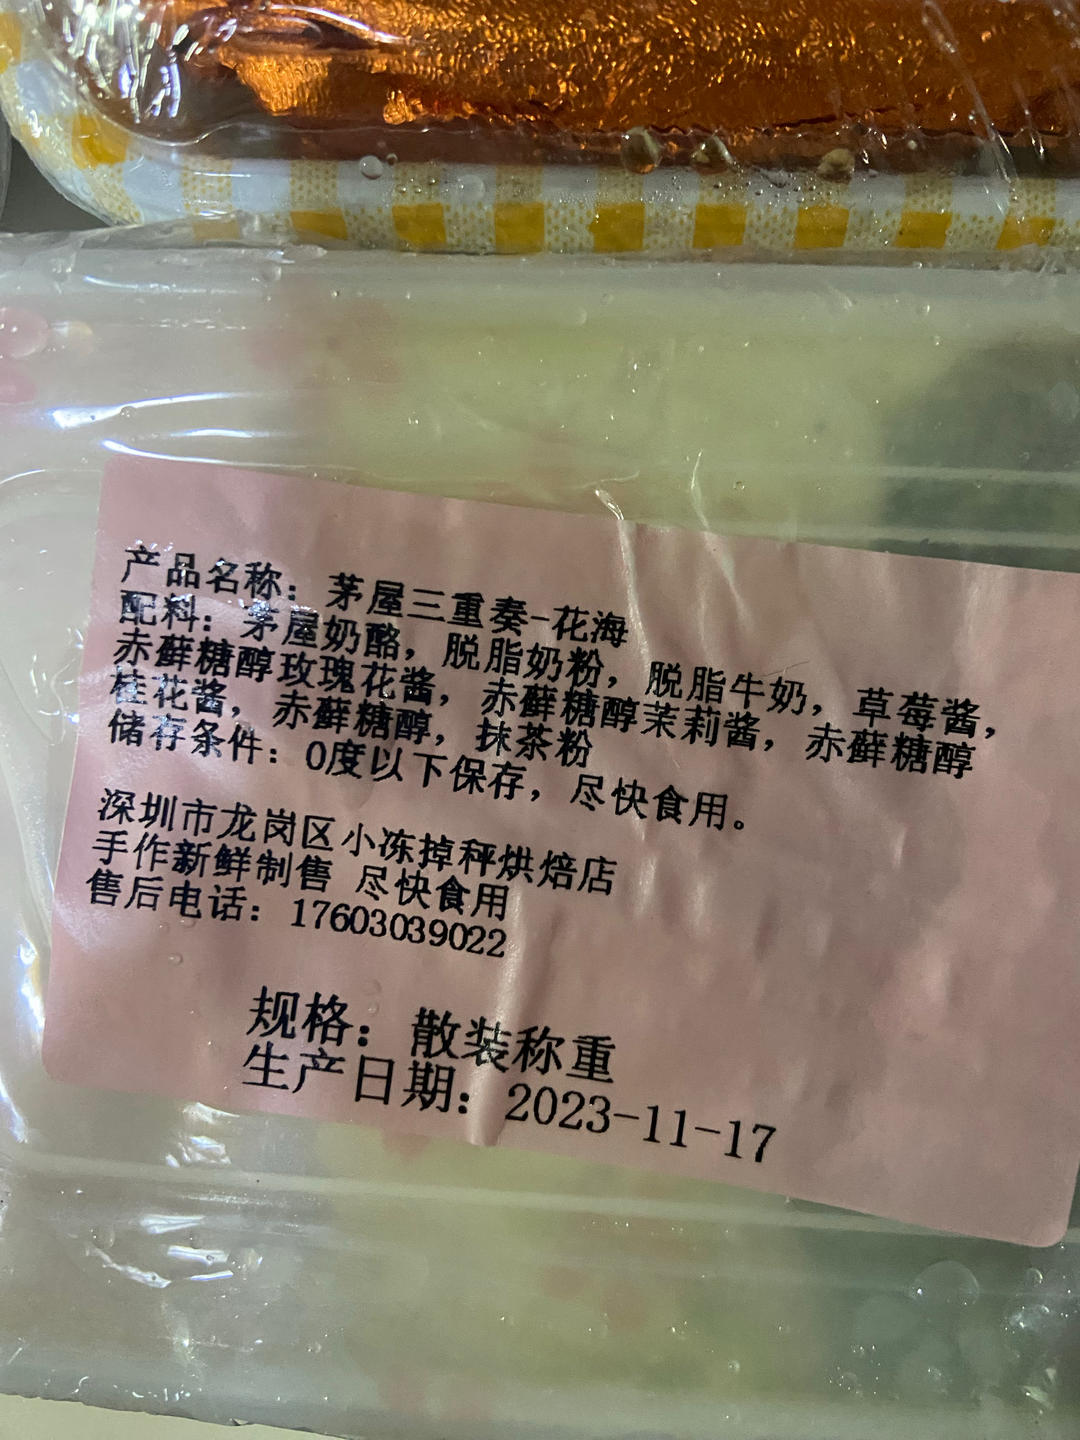 产品名称：茅屋三重奏-花海
配料：茅屋奶酪，脱脂奶粉，脱脂牛奶，草莓酱，
赤藓糖醇玫瑰花酱，赤藓糖醇茉莉酱，赤藓糖醇
桂花酱，赤藓糖醇，抹茶粉
储存条件：0度以下保存，尽快食用。
深圳市龙岗区小冻掉秤烘焙店
手作新鲜制售 尽快食用
售后电话：17603039022
规格：散装称重
生产日期：2023-11-17